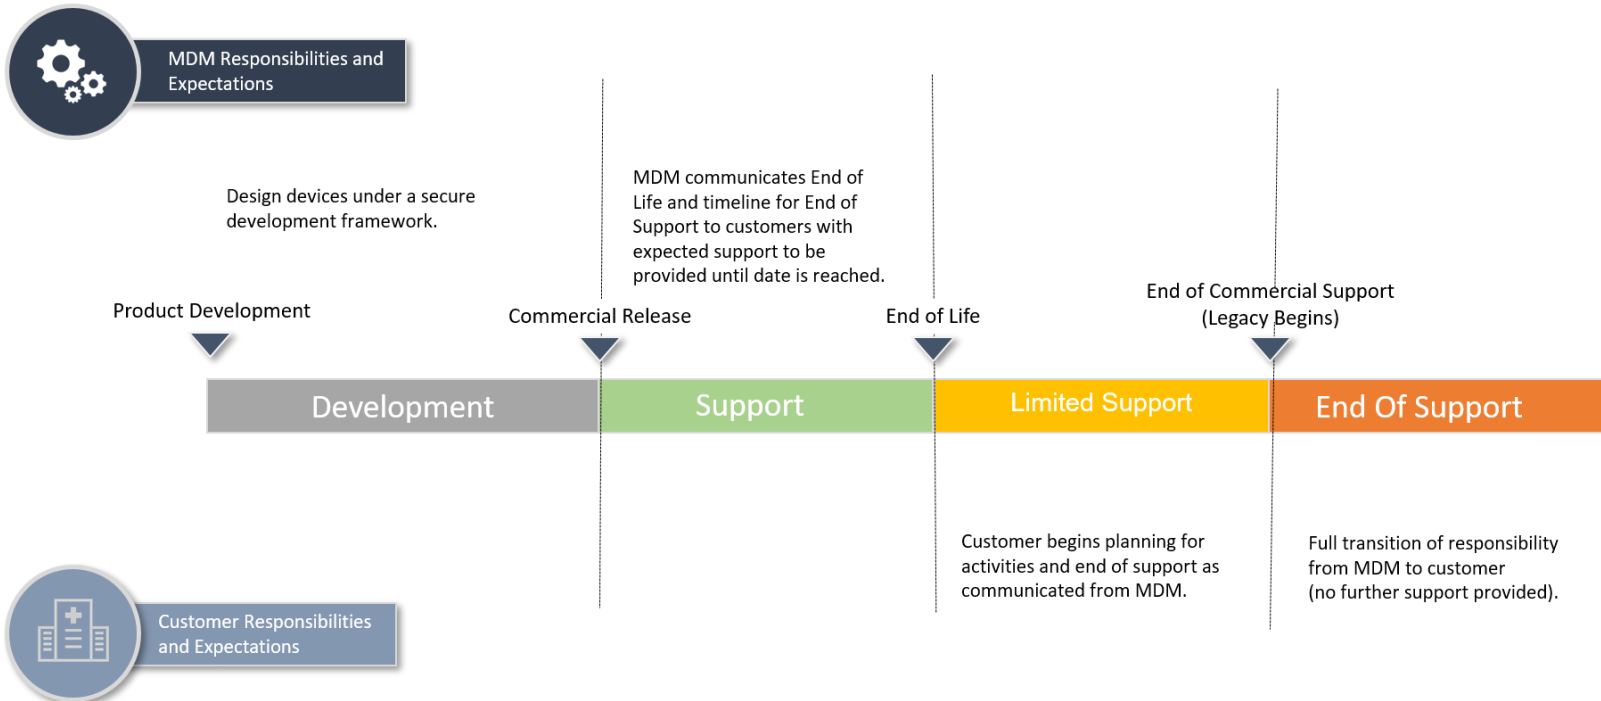 MDM Responsibilities and
Expectations
Design devices under a secure
development framework.
MDM communicates End of
Life and timeline for End of
Support to customers with
expected support to be
provided until date is reached.
Product Development
Commercial Release
End of Life
End of Commercial Support
(Legacy Begins)
Development
Support
Limited Support
End Of Support
Customer begins planning for
activities and end of support as
communicated from MDM.
Full transition of responsibility
from MDM to customer
(no further support provided).
Customer Responsibilities
and Expectations